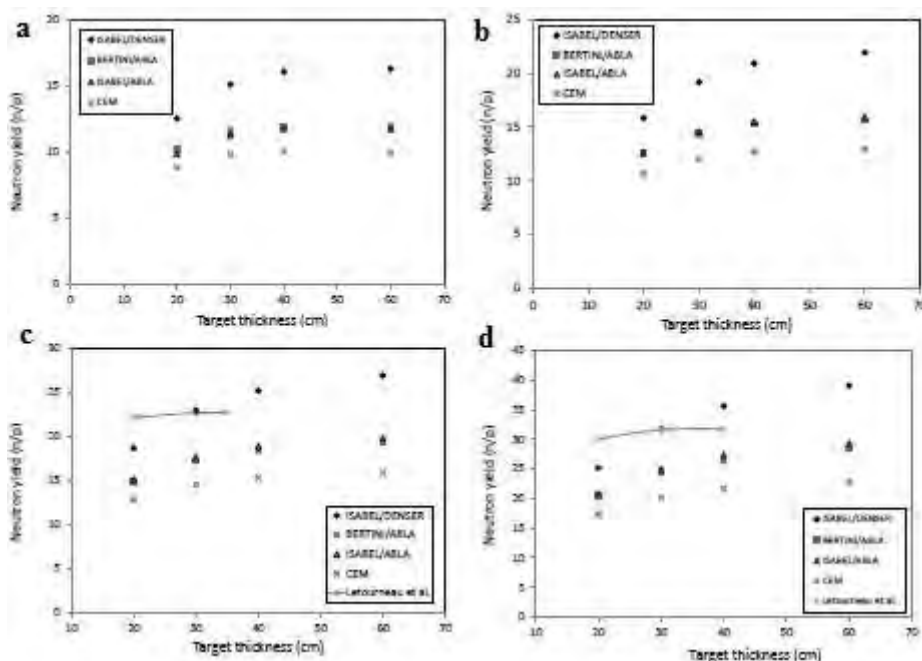 a
Neutron yield (n/p)
20
15
10
5
0
ISABEL/DENSER
BERTINI/ABLA
ISABEL/ABLA
CEM
0 10 20 30 40 50 60 70
Target thickness (cm)
b
Neutron yield (n/p)
25
20
15
10
5
0
ISABEL/DENSER
BERTINI/ABLA
ISABEL/ABLA
CEM
0 10 20 30 40 50 60 70
Target thickness (cm)
c
Neutron yield (n/p)
30
25
20
15
10
5
0
ISABEL/DENSER
BERTINI/ABLA
ISABEL/ABLA
CEM
Letourneau et al.
10 20 30 40 50 60 70
Target thickness (cm)
d
Neutron yield (n/p)
45
40
35
30
25
20
15
10
5
0
ISABEL/DENSER
BERTINI/ABLA
ISABEL/ABLA
CEM
Letourneau et al.
10 20 30 40 50 60 70
Target thickness (cm)